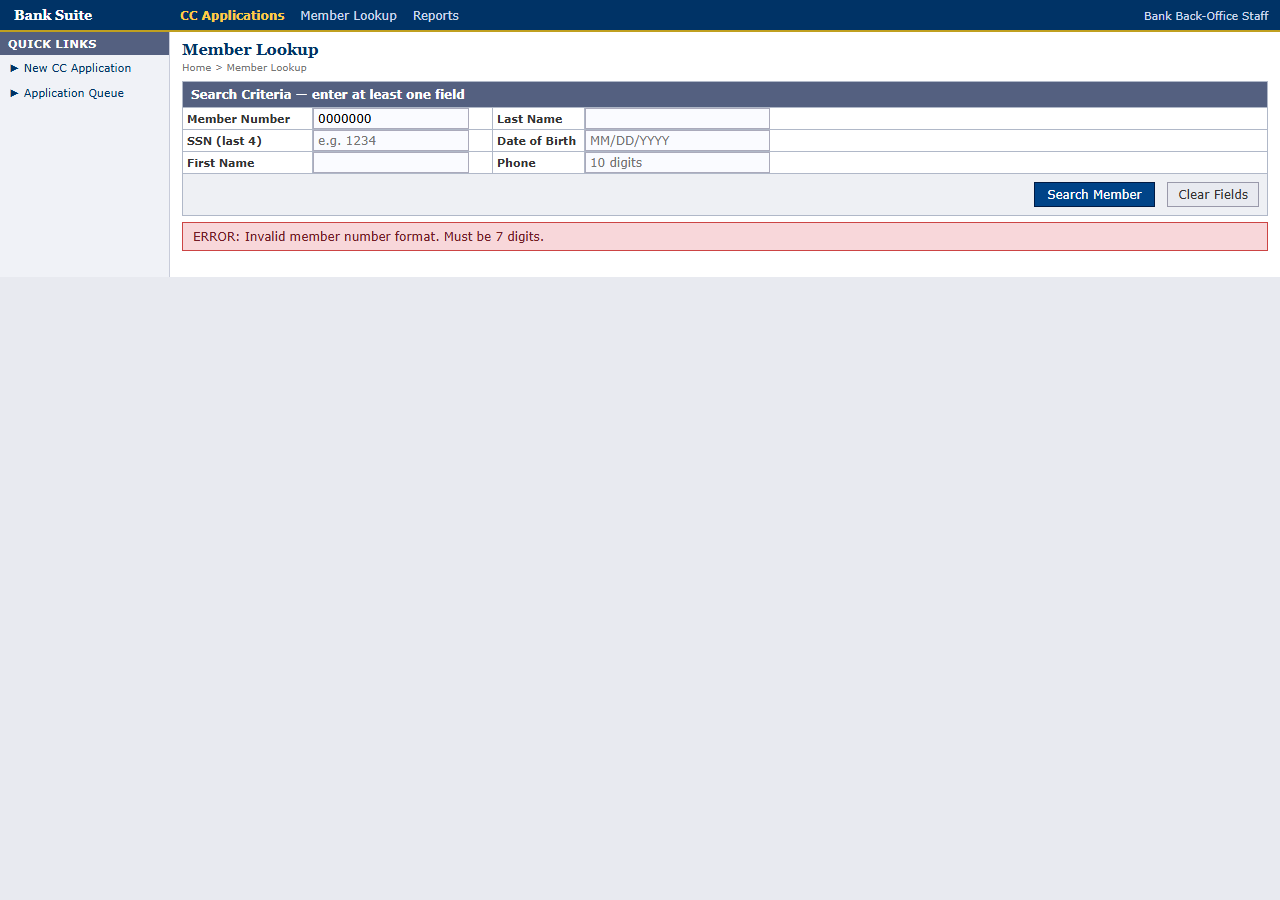 Bank Suite CC Applications Member Lookup Reports Bank Back-Office Staff
QUICK LINKS
► New CC Application
► Application Queue
Member Lookup
Home > Member Lookup
Search Criteria — enter at least one field
Member Number 0000000 Last Name
SSN (last 4) e.g. 1234 Date of Birth MM/DD/YYYY
First Name Phone 10 digits
Search Member Clear Fields
ERROR: Invalid member number format. Must be 7 digits.